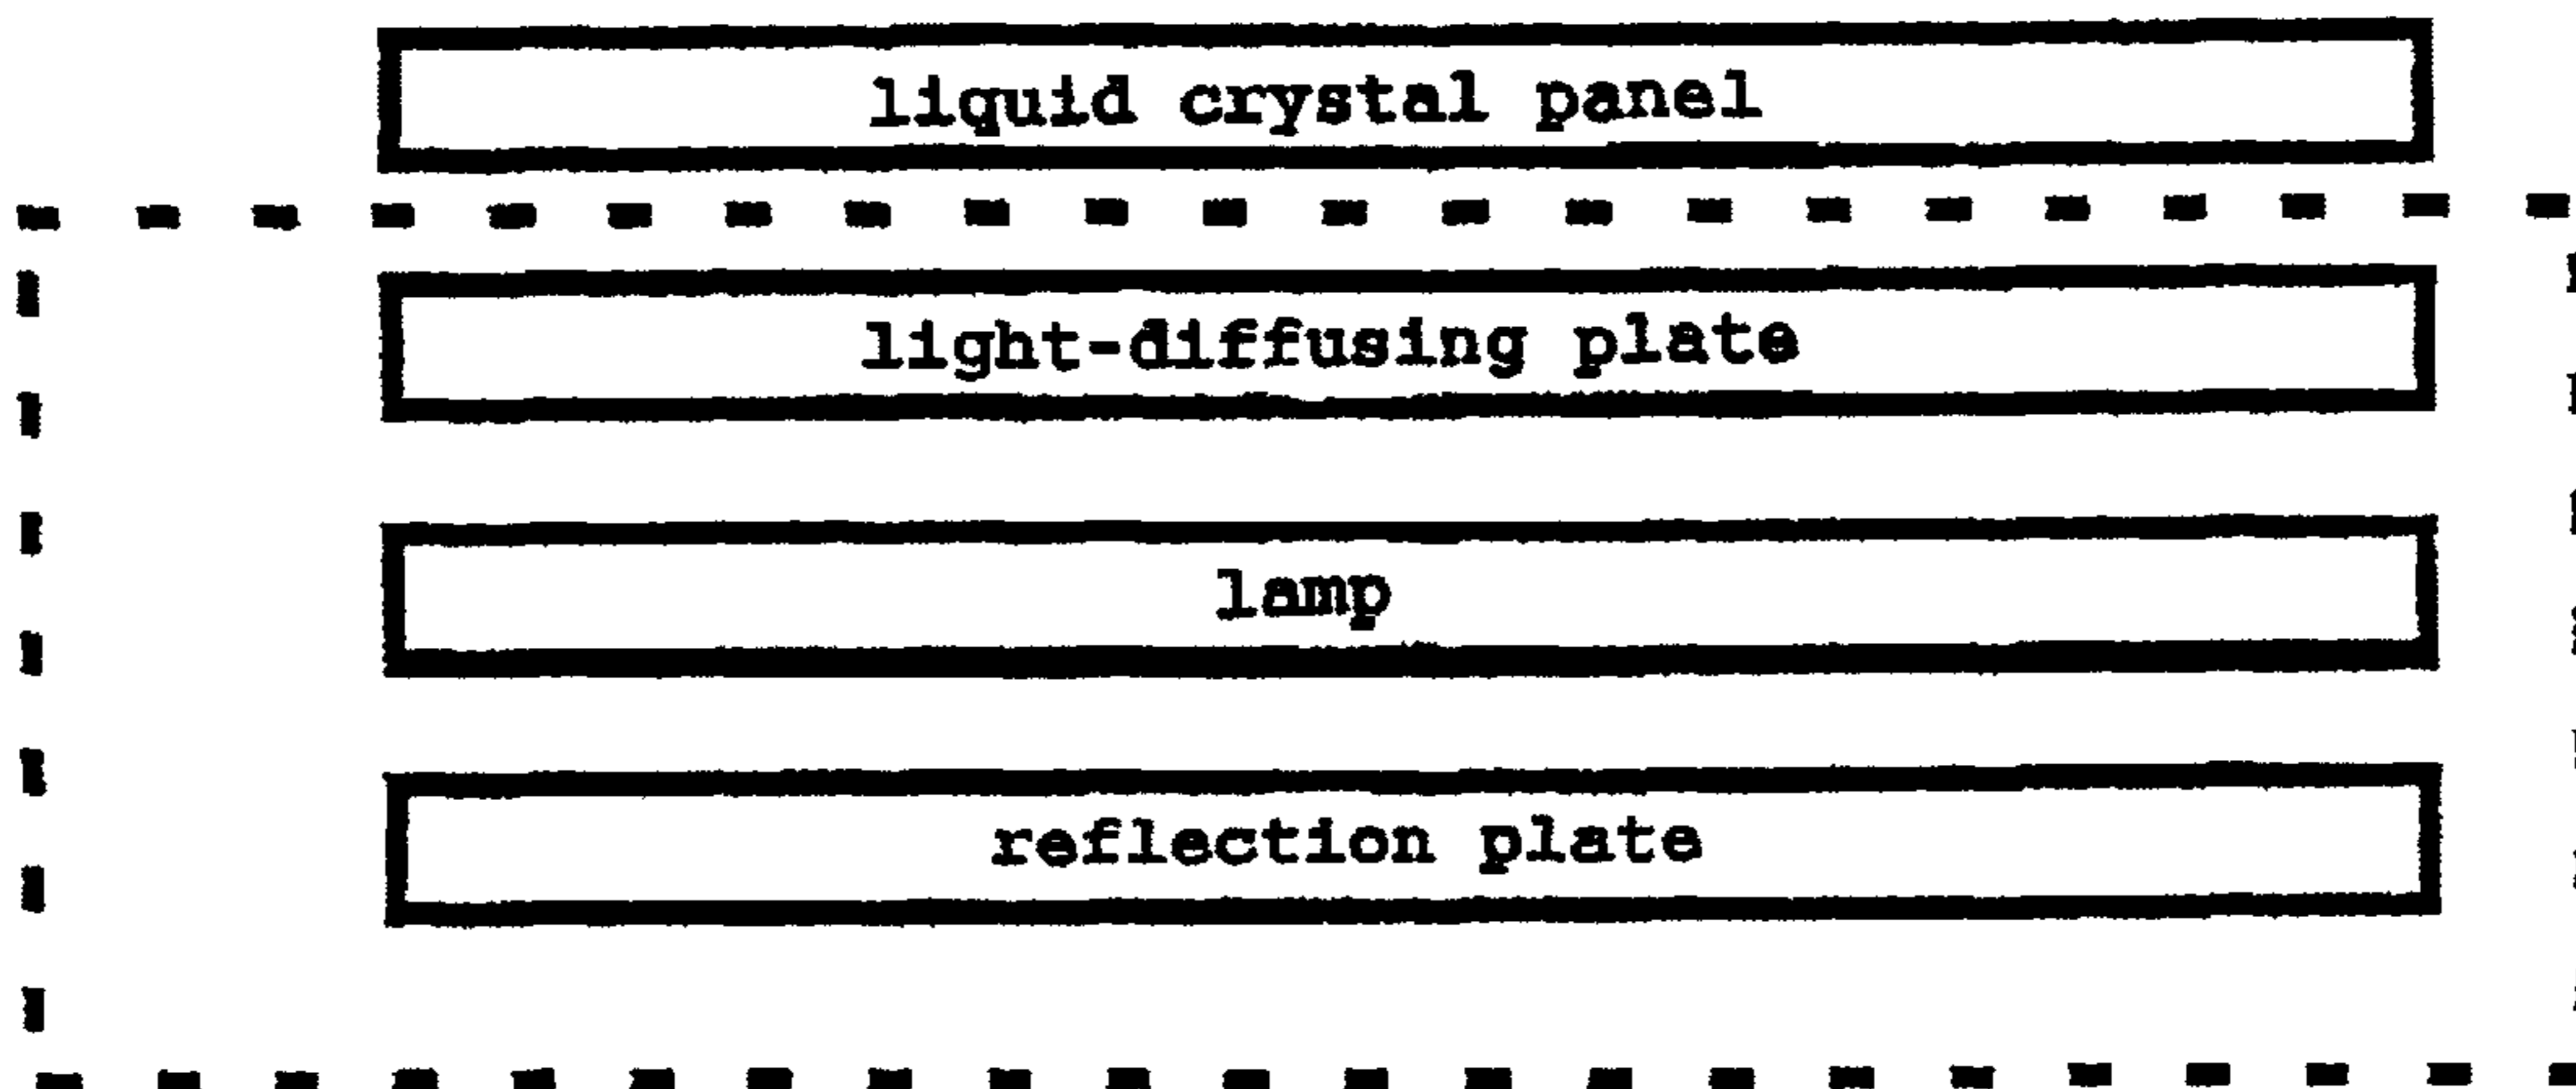 liquid crystal panel
light-diffusing plate
lamp
reflection plate